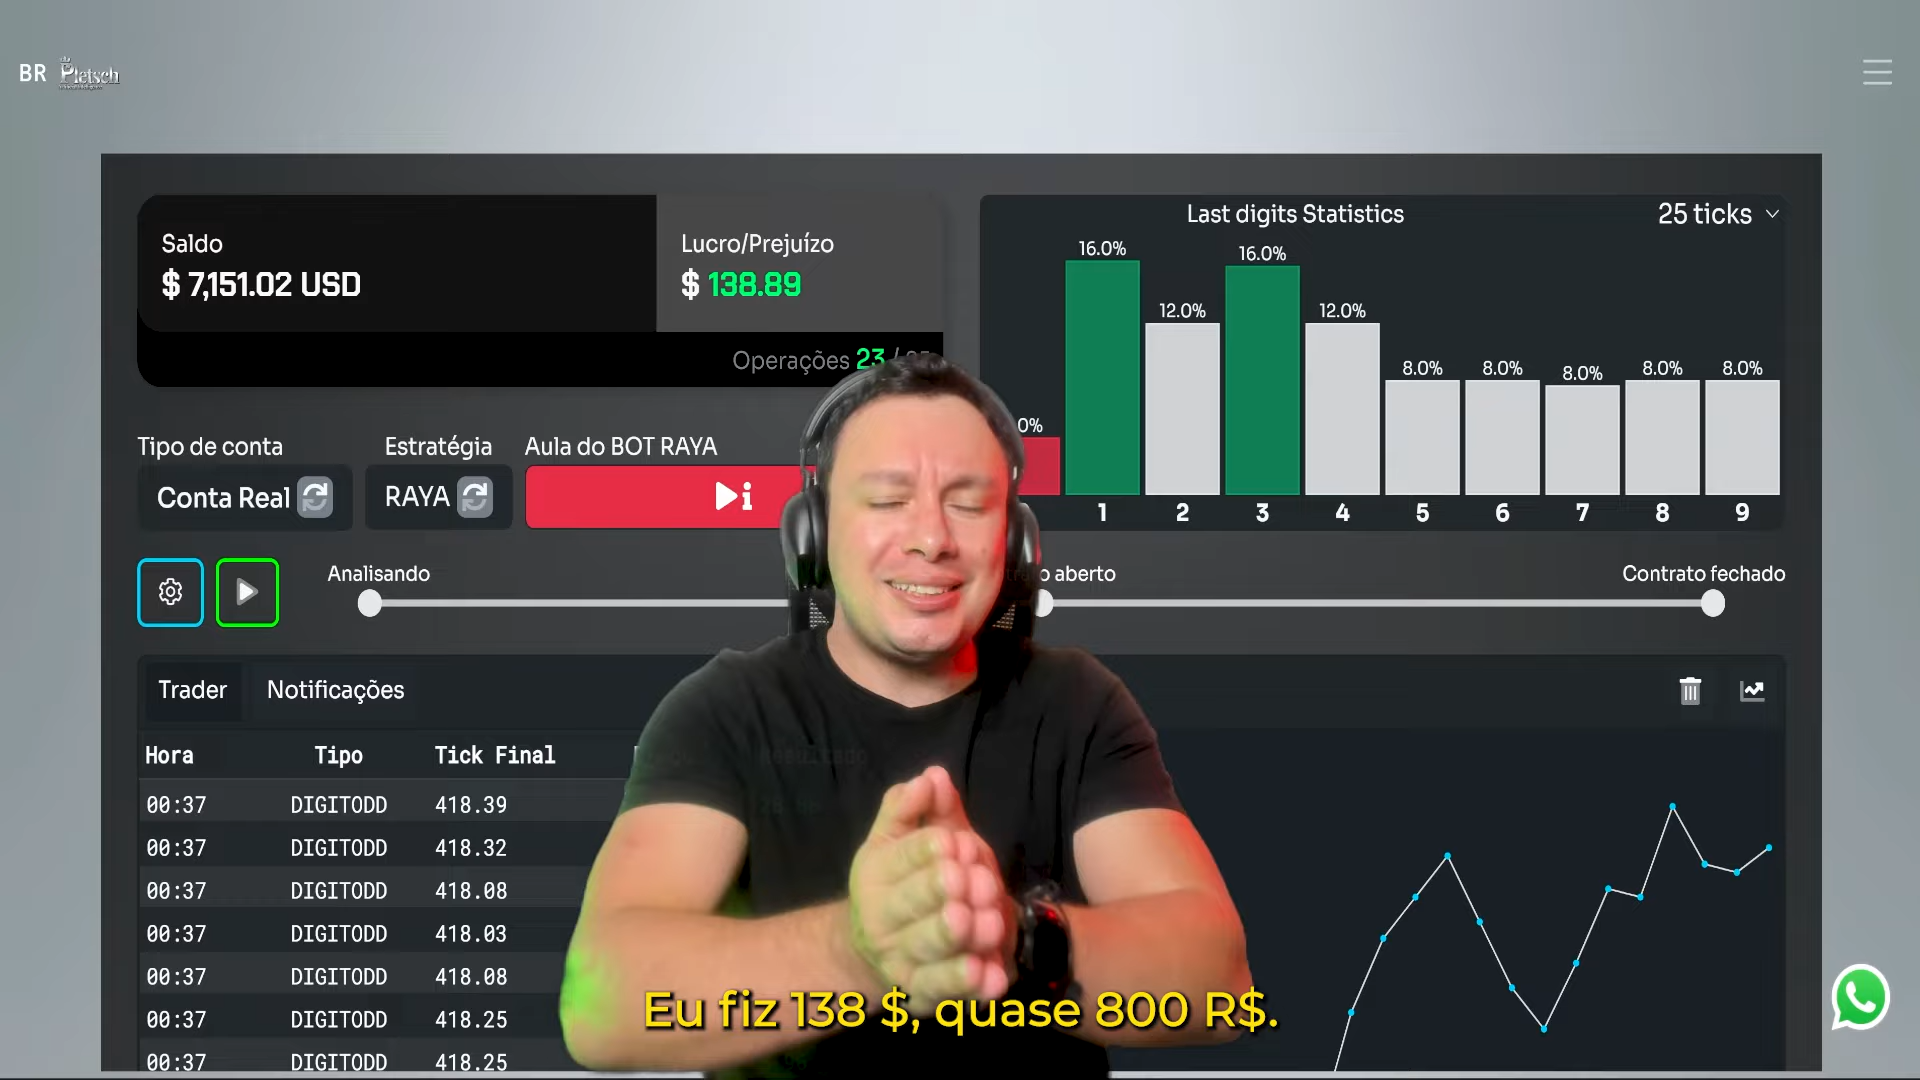 BR Pletsch
Saldo
$ 7,151.02 USD
Lucro/Prejuízo
$ 138.89
Operações 23 /
Last digits Statistics
25 ticks
16.0%
12.0%
16.0%
12.0%
8.0%
8.0%
8.0%
8.0%
8.0%
0%
1 2 3 4 5 6 7 8 9
Tipo de conta
Conta Real
Estratégia
RAYA
Aula do BOT RAYA
Analisando
aberto
Contrato fechado
Trader
Notificações
Hora Tipo Tick Final
00:37 DIGITODD 418.39
00:37 DIGITODD 418.32
00:37 DIGITODD 418.08
00:37 DIGITODD 418.03
00:37 DIGITODD 418.08
00:37 DIGITODD 418.25
00:37 DIGITODD 418.25
Eu fiz 138 $, quase 800 R$.